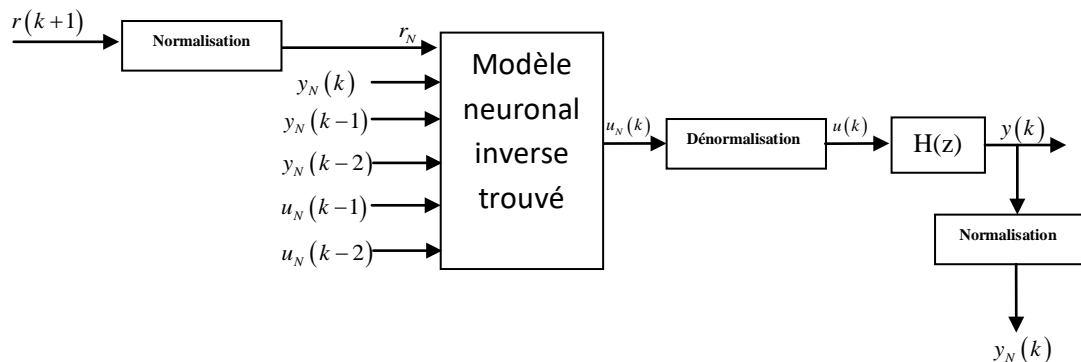 r(k+1)
Normalisation
r_N
y_N(k)
y_N(k−1)
y_N(k−2)
u_N(k−1)
u_N(k−2)
Modèle
neuronal
inverse
trouvé
u_N(k)
Dénormalisation
u(k)
H(z)
y(k)
Normalisation
y_N(k)